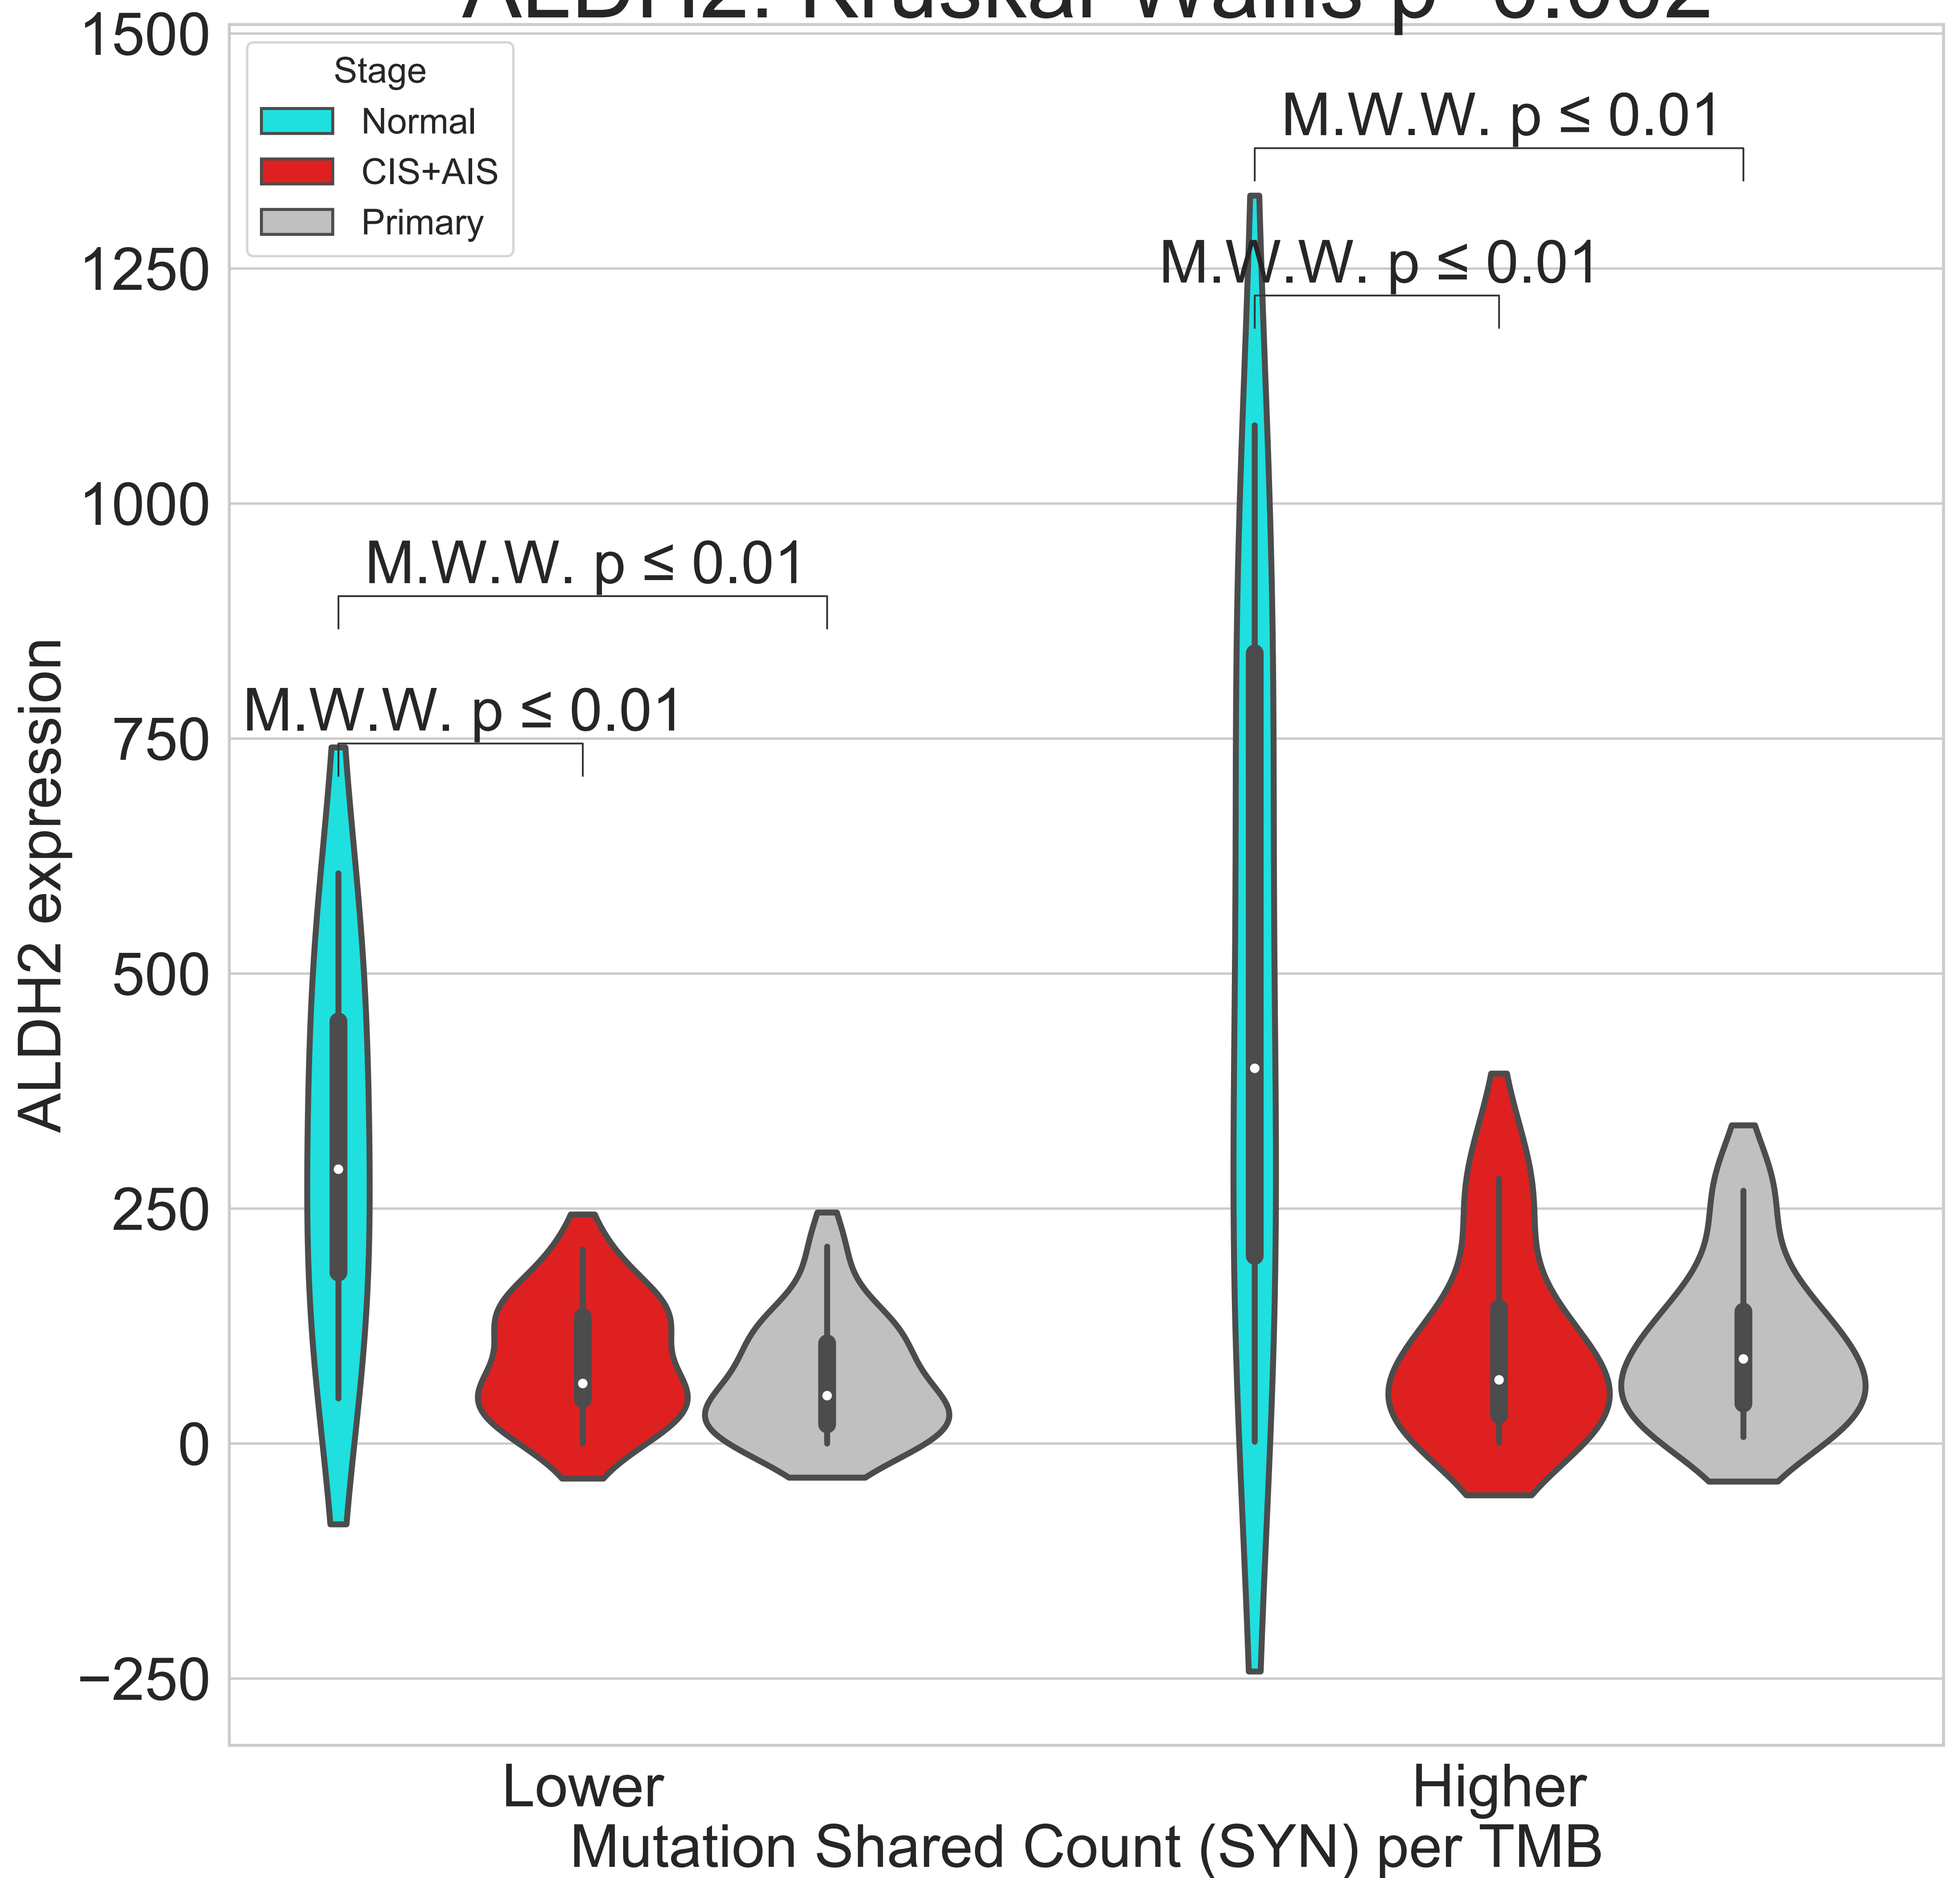 1500
1250
1000
750
500
250
0
−250
ALDH2 expression
Stage
Normal
CIS+AIS
Primary
M.W.W. p ≤ 0.01
M.W.W. p ≤ 0.01
M.W.W. p ≤ 0.01
M.W.W. p ≤ 0.01
Lower
Higher
Mutation Shared Count (SYN) per TMB